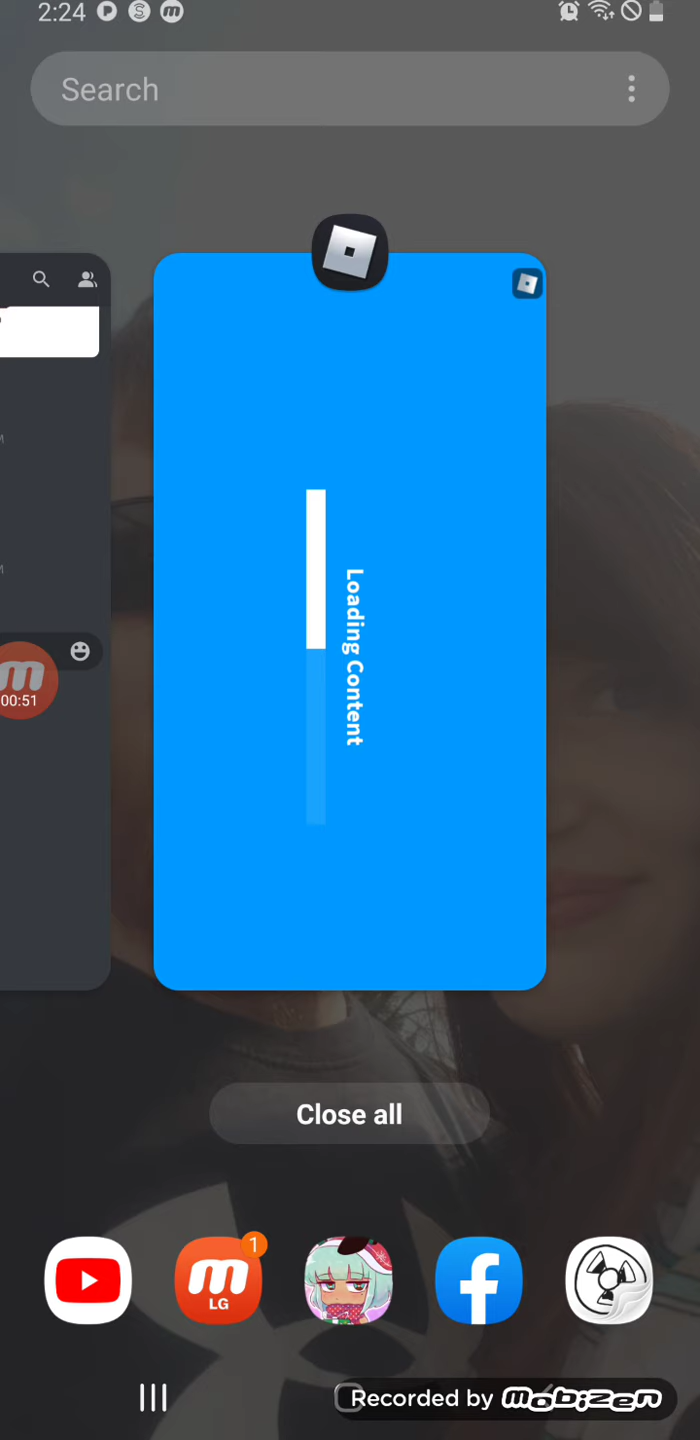 2:24
Search
00:51
Loading Content
Close all
1
LG
Recorded by mobizen